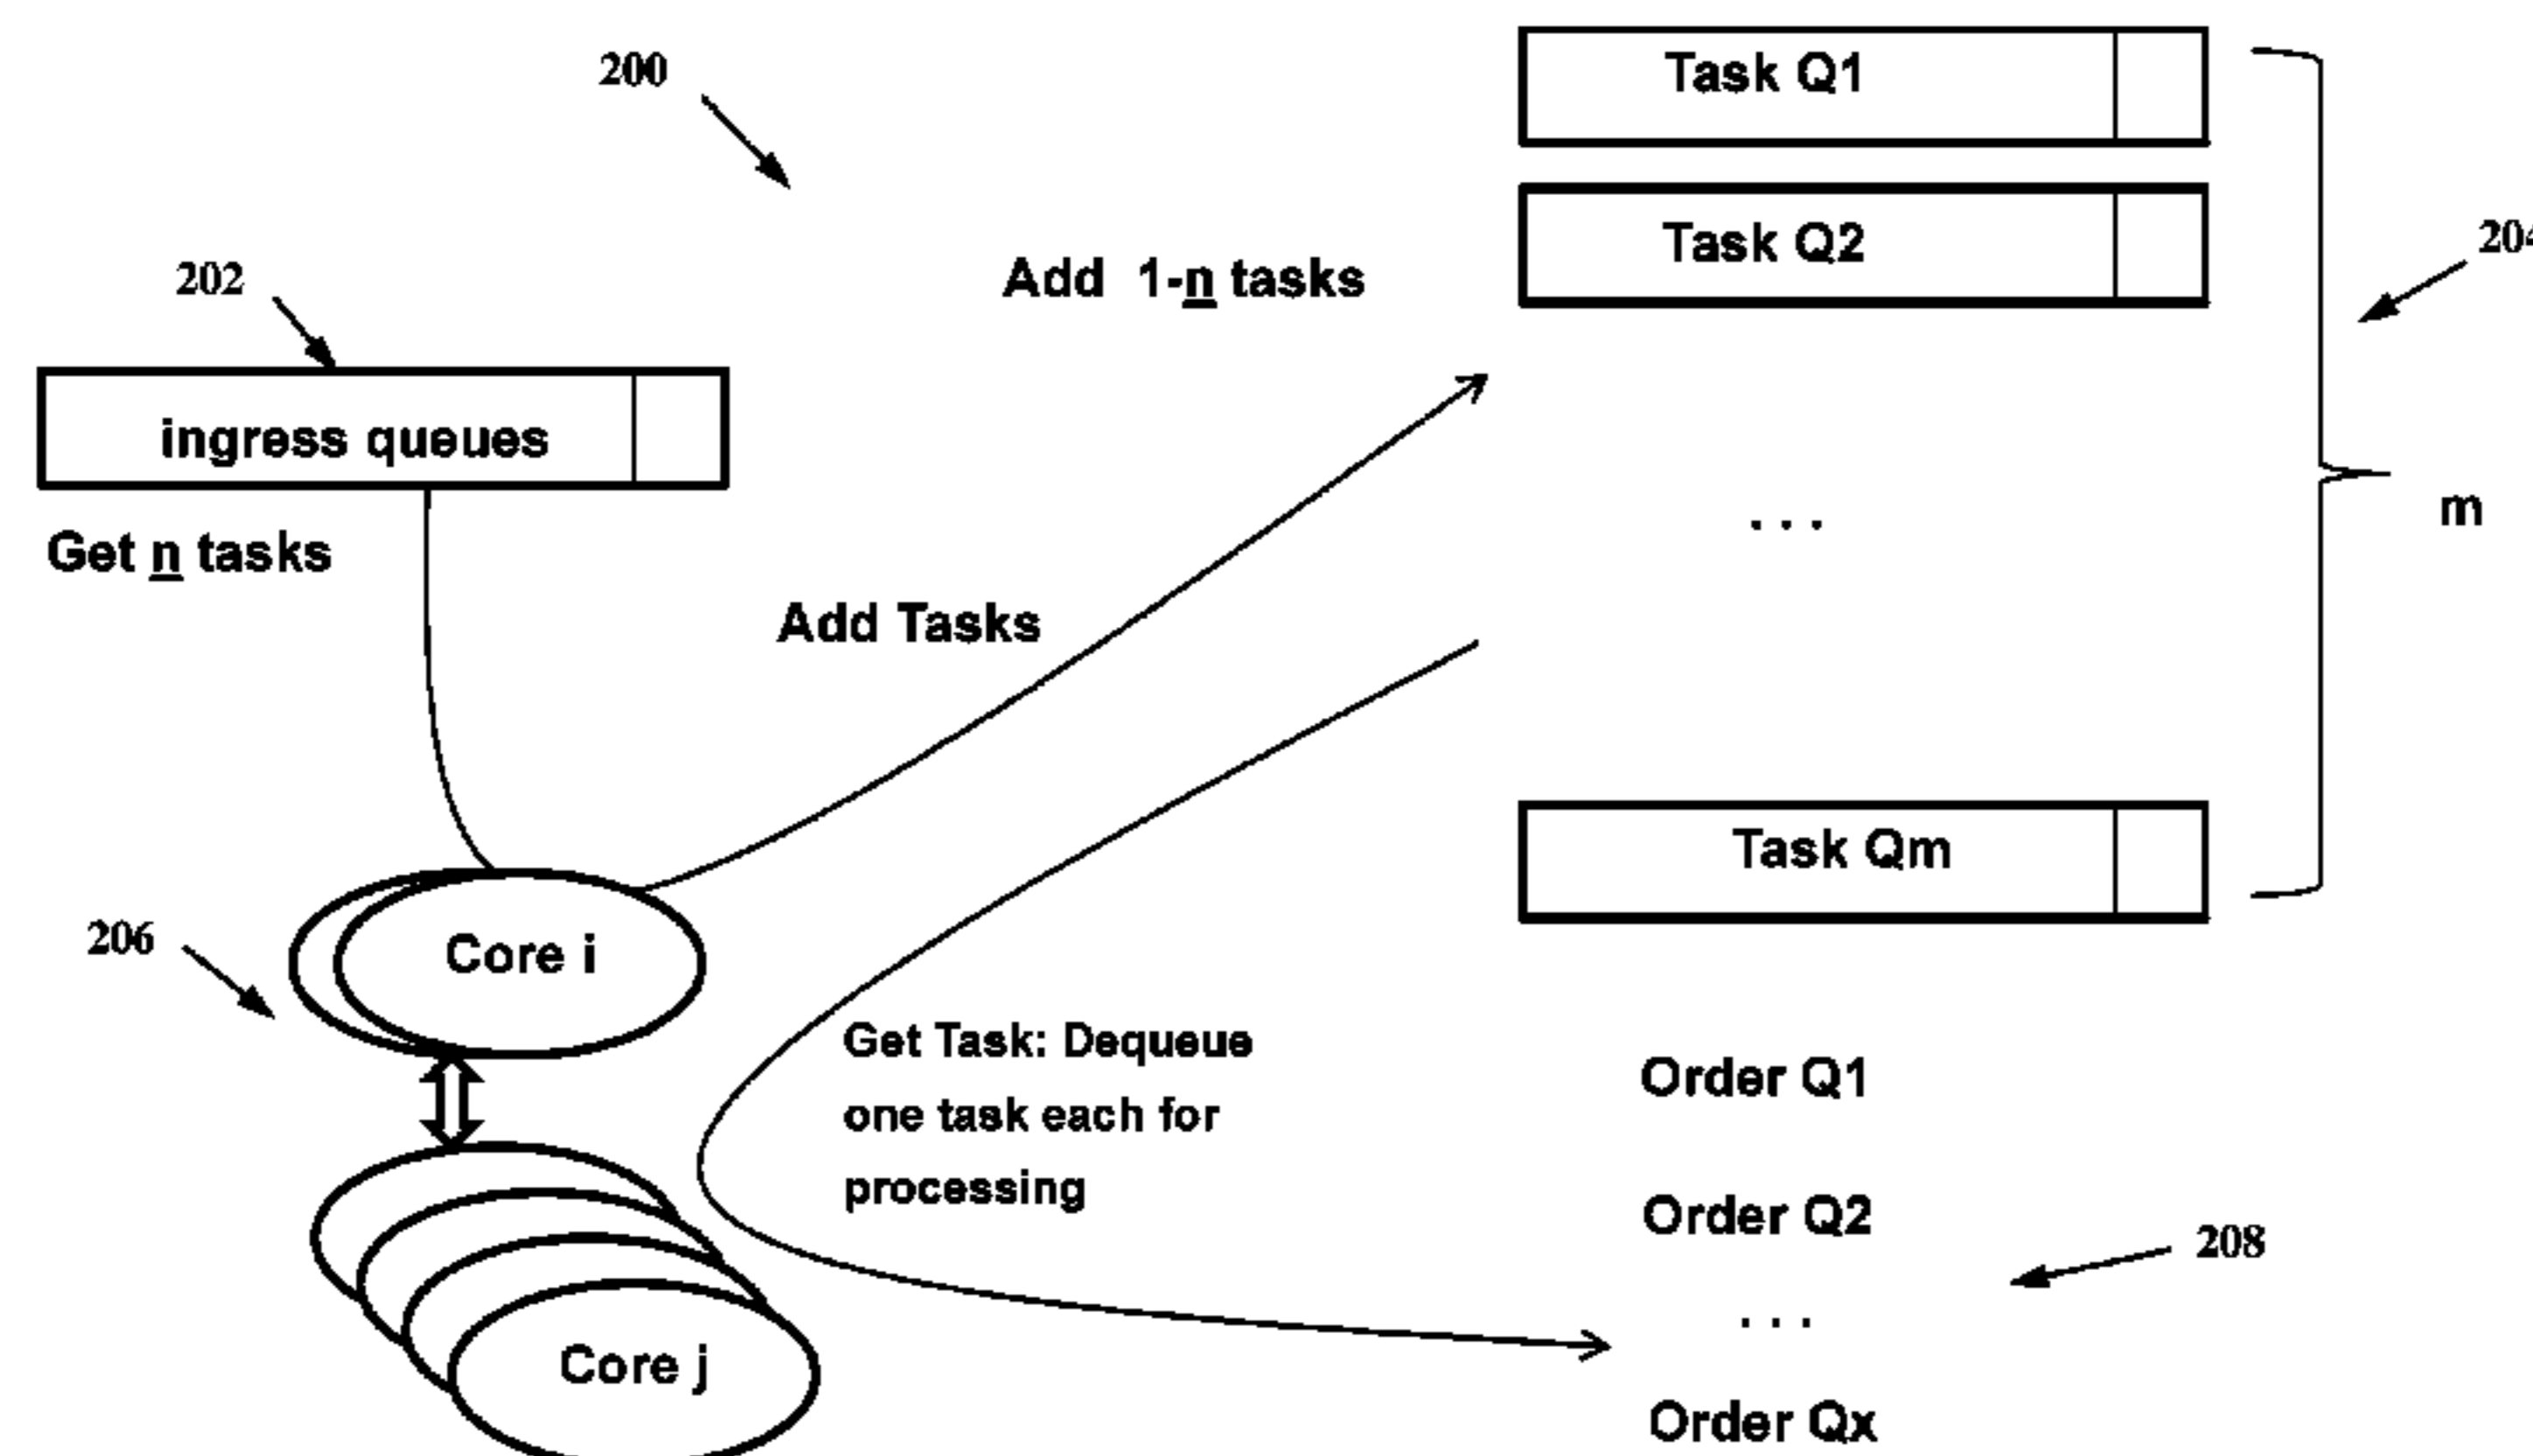 200
Task Q1
Task Q2
204
Add 1-n tasks
202
ingress queues
Get n tasks
. . .
m
Add Tasks
Task Qm
206
Core i
Get Task: Dequeue
one task each for
processing
Order Q1
Order Q2
208
. . .
Core j
Order Qx